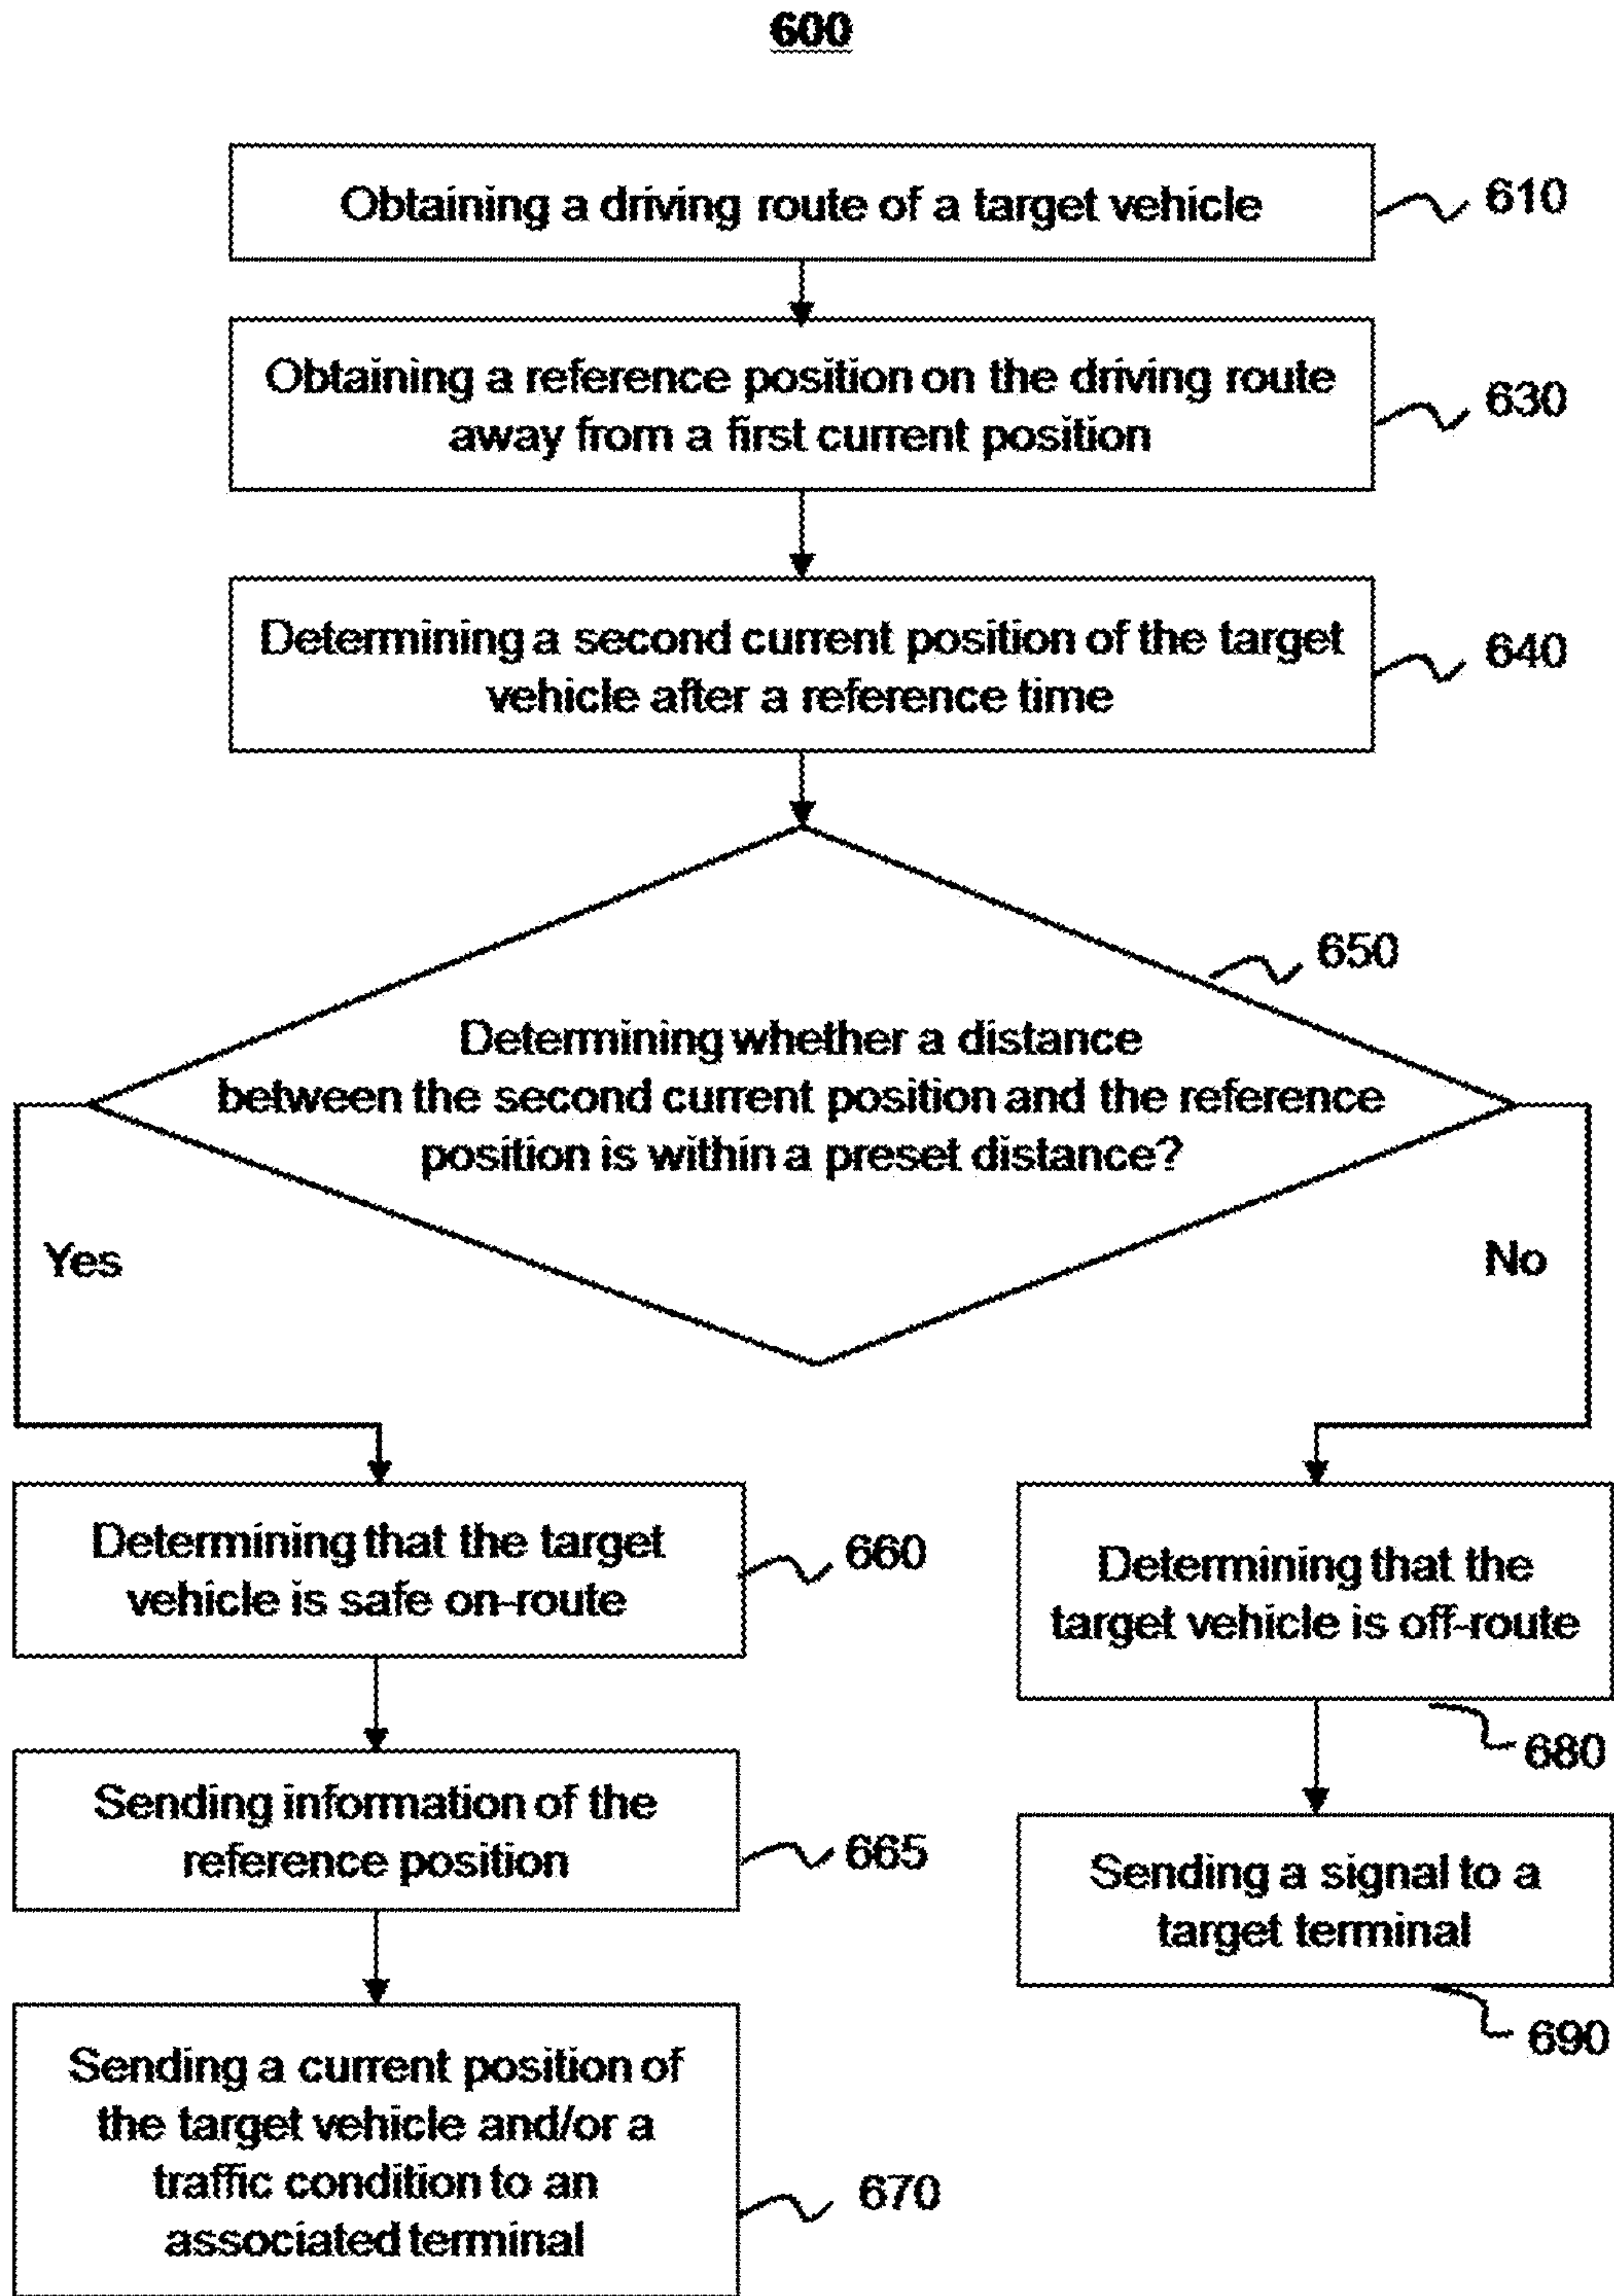 600
Obtaining a driving route of a target vehicle
610
Obtaining a reference position on the driving route
away from a first current position
630
Determining a second current position of the target
vehicle after a reference time
640
650
Determining whether a distance
between the second current position and the reference
position is within a preset distance?
Yes
No
Determining that the target
vehicle is safe on-route
660
Determining that the
target vehicle is off-route
680
Sending information of the
reference position
665
Sending a signal to a
target terminal
690
Sending a current position of
the target vehicle and/or a
traffic condition to an
associated terminal
670